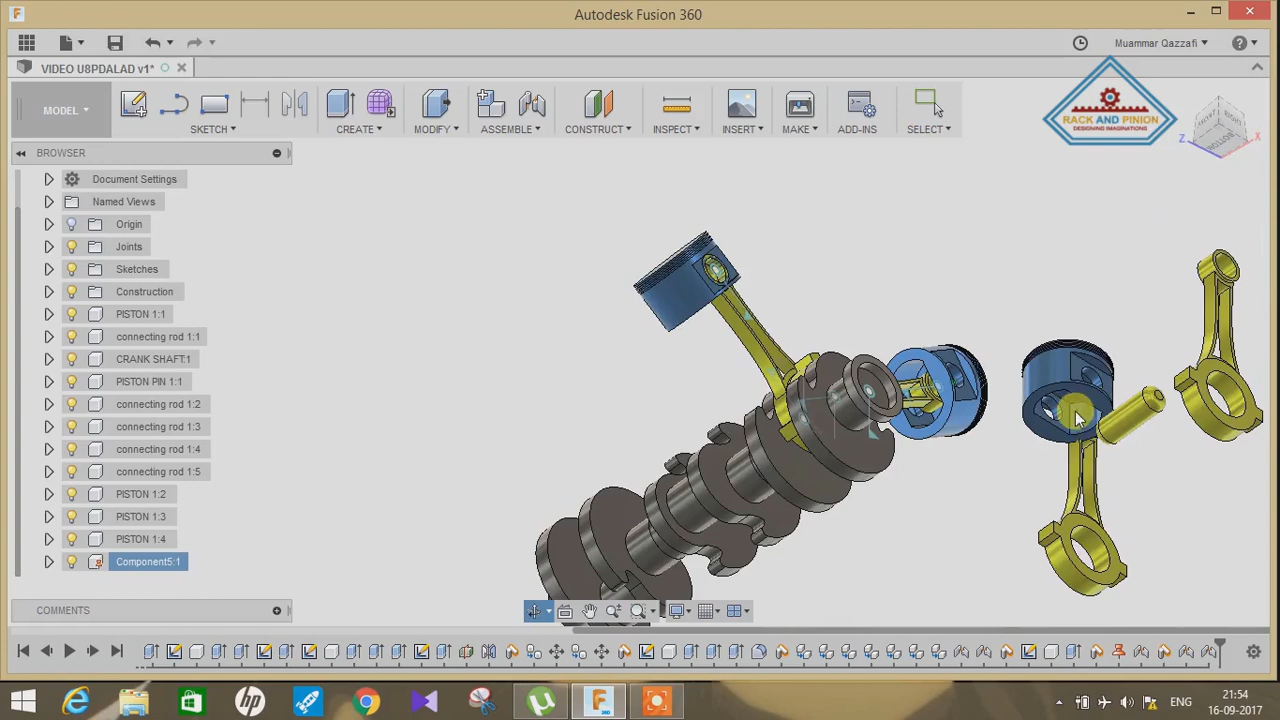 Autodesk Fusion 360
Muammar Qazzafi
VIDEO U8PDALAD v1*
MODEL
SKETCH
CREATE
MODIFY
ASSEMBLE
CONSTRUCT
INSPECT
INSERT
MAKE
ADD-INS
SELECT
RACK AND PINION
DESIGNING IMAGINATIONS
FRONT
RIGHT
BOTTOM
Z
X
BROWSER
Document Settings
Named Views
Origin
Joints
Sketches
Construction
PISTON 1:1
connecting rod 1:1
CRANK SHAFT:1
PISTON PIN 1:1
connecting rod 1:2
connecting rod 1:3
connecting rod 1:4
connecting rod 1:5
PISTON 1:2
PISTON 1:3
PISTON 1:4
Component5:1
COMMENTS
ENG
21:54
16-09-2017